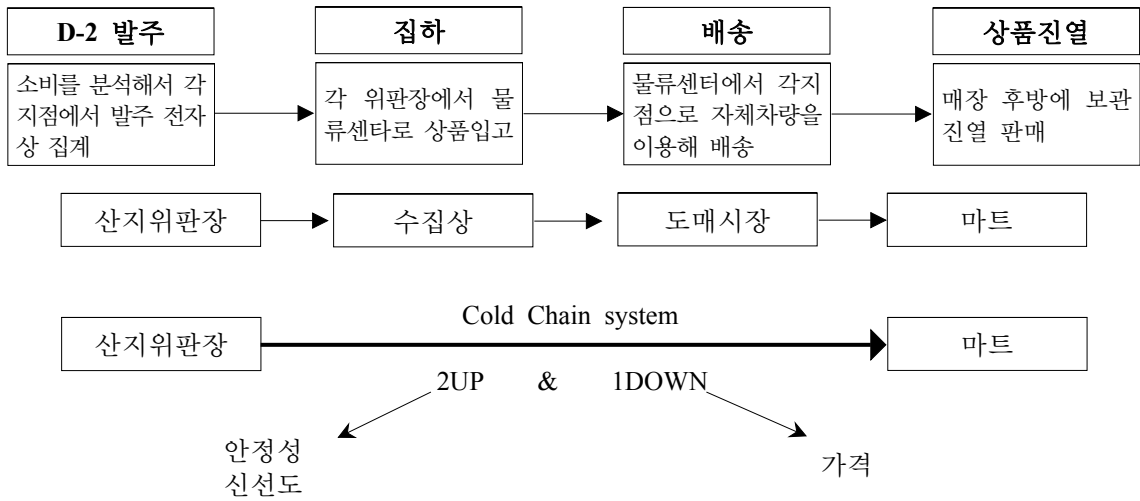 D-2 발주
집하
배송
상품진열
소비를 분석해서 각
지점에서 발주 전자
상 집계
각 위판장에서 물
류센타로 상품입고
물류센터에서 각지
점으로 자체차량을
이용해 배송
매장 후방에 보관
진열 판매
산지위판장
수집상
도매시장
마트
Cold Chain system
산지위판장
마트
2UP & 1DOWN
안정성
신선도
가격